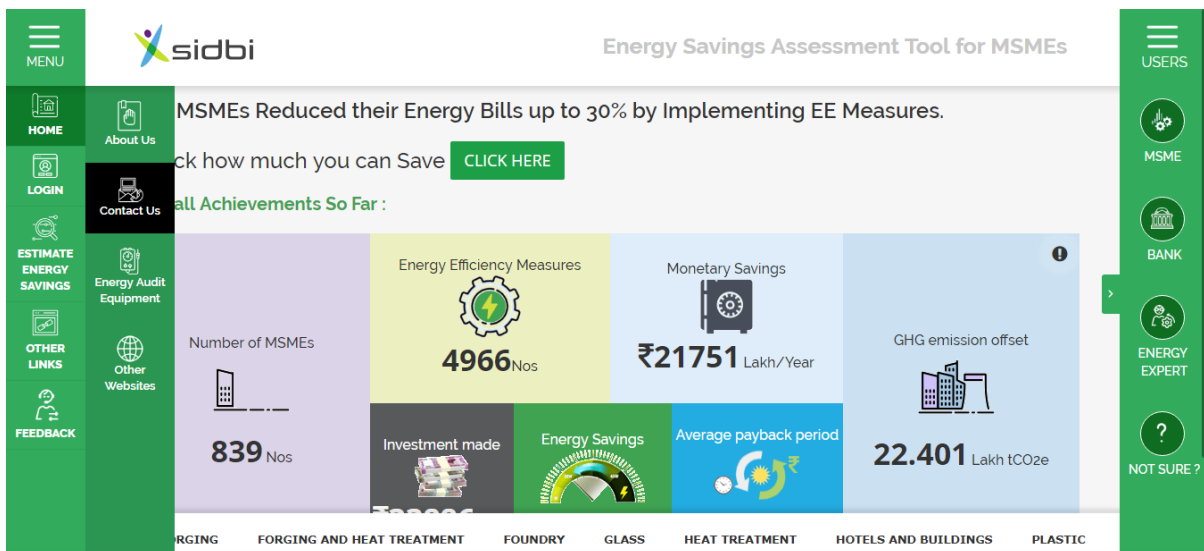 MENU
HOME
LOGIN
ESTIMATE
ENERGY
SAVINGS
OTHER
LINKS
FEEDBACK
About Us
Contact Us
Energy Audit
Equipment
Other
Websites
sidbi
Energy Savings Assessment Tool for MSMEs
MSMEs Reduced their Energy Bills up to 30% by Implementing EE Measures.
ck how much you can Save CLICK HERE
all Achievements So Far :
Number of MSMEs
839 Nos
Energy Efficiency Measures
4966 Nos
Monetary Savings
₹21751 Lakh/Year
GHG emission offset
22.401 Lakh tCO2e
Investment made
Energy Savings
Average payback period
₹
ORGING FORGING AND HEAT TREATMENT FOUNDRY GLASS HEAT TREATMENT HOTELS AND BUILDINGS PLASTIC
USERS
MSME
BANK
ENERGY
EXPERT
?
NOT SURE ?